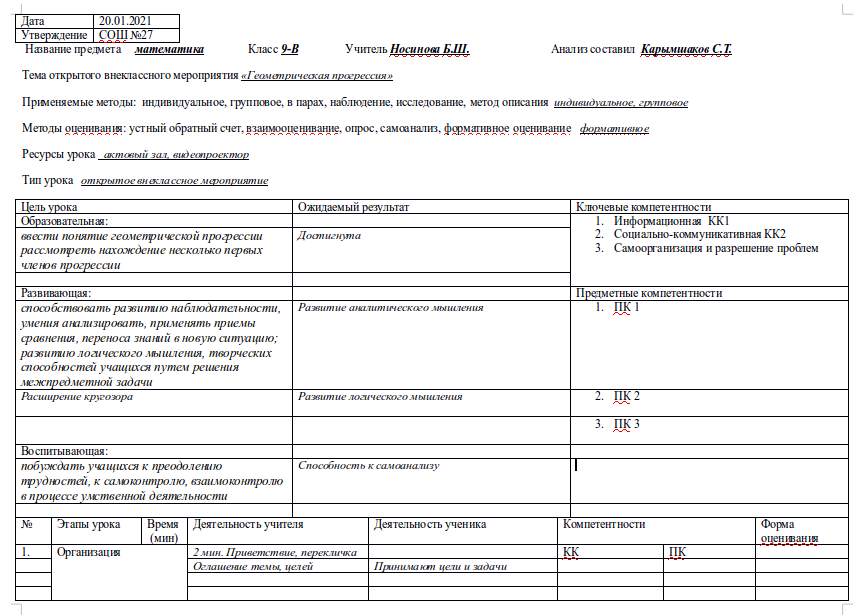 Дата 20.01.2021
Утверждение СОШ №27
Название предмета математика Класс 9-В Учитель Носинова Б.Ш. Анализ составил Карымшаков С.Т.
Тема открытого внеклассного мероприятия «Геометрическая прогрессия»
Применяемые методы: индивидуальное, групповое, в парах, наблюдение, исследование, метод описания индивидуальное, групповое
Методы оценивания: устный обратный счет, взаимооценивание, опрос, самоанализ, формативное оценивание формативное
Ресурсы урока актовый зал, видеопроектор
Тип урока открытое внеклассное мероприятие
Цель урока Ожидаемый результат Ключевые компетентности
Образовательная:
ввести понятие геометрической прогрессии
рассмотреть нахождение несколько первых
членов прогрессии
Достигнута
1. Информационная КК1
2. Социально-коммуникативная КК2
3. Самоорганизация и разрешение проблем
Развивающая: Предметные компетентности
способствовать развитию наблюдательности,
умения анализировать, применять приемы
сравнения, переноса знаний в новую ситуацию;
развитию логического мышления, творческих
способностей учащихся путем решения
межпредметной задачи
Развитие аналитического мышления
1. ПК 1
Расширение кругозора Развитие логического мышления 2. ПК 2
3. ПК 3
Воспитывающая:
побуждать учащихся к преодолению
трудностей, к самоконтролю, взаимоконтролю
в процессе умственной деятельности
Способность к самоанализу
№ Этапы урока Время
(мин)
Деятельность учителя Деятельность ученика Компетентности Форма
оценивания
1. Организация 2 мин. Приветствие, перекличка КК ПК
Оглашение темы, целей Принимают цели и задачи